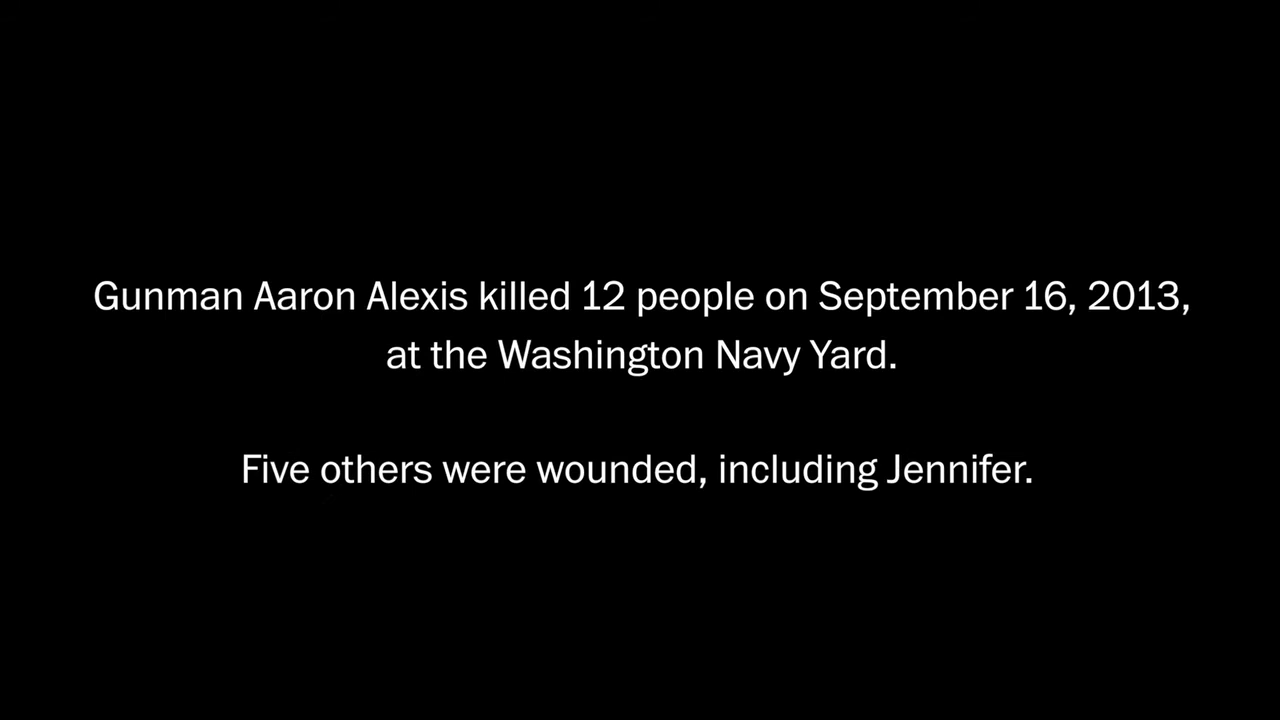 Gunman Aaron Alexis killed 12 people on September 16, 2013,
at the Washington Navy Yard.
Five others were wounded, including Jennifer.